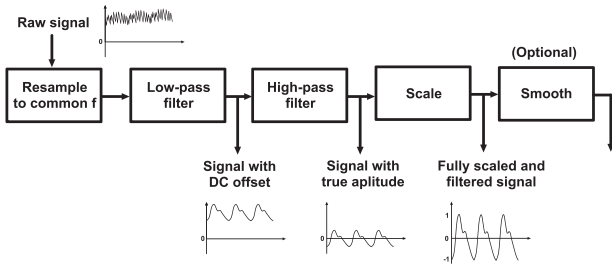 Raw signal
0
(Optional)
Resample
to common f
Low-pass
filter
High-pass
filter
Scale
Smooth
Signal with
DC offset
Signal with
true aplitude
Fully scaled and
filtered signal
0
0
1
0
-1